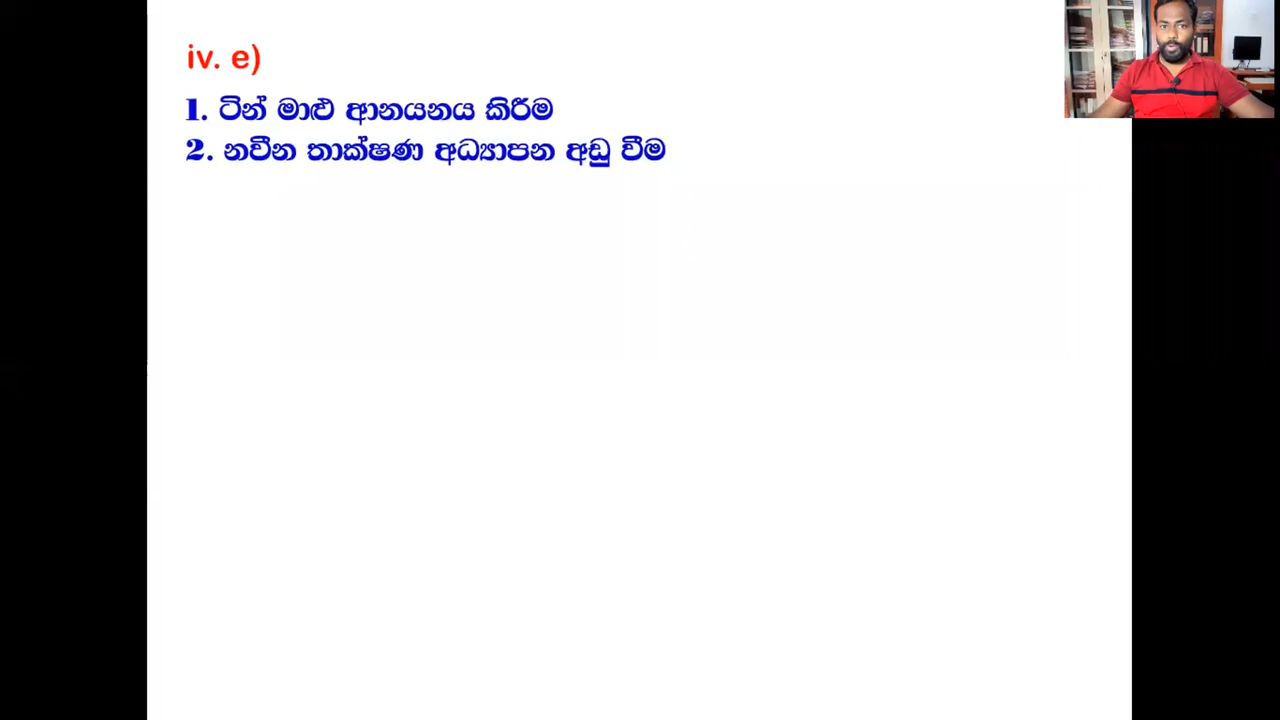 iv. e)
1. ටින් මාළු ආනයනය කිරීම
2. නවීන තාක්ෂණ අධ්‍යාපන අඩු වීම